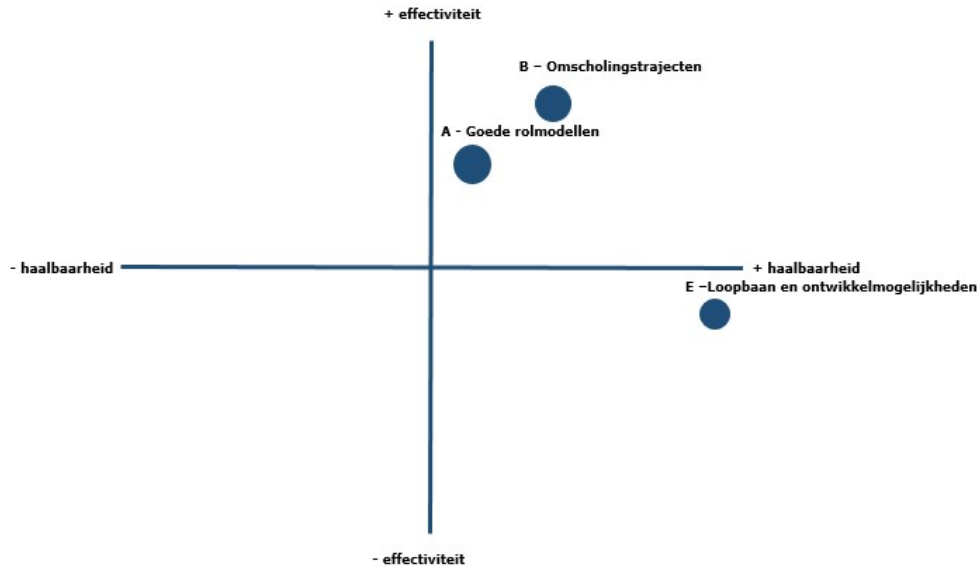 + effectiviteit
B – Omscholingstrajecten
A - Goede rolmodellen
- haalbaarheid
+ haalbaarheid
E –Loopbaan en ontwikkelmogelijkheden
- effectiviteit